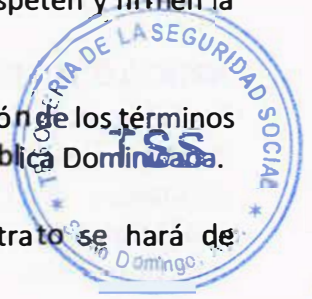 speten y firmen la
TESORERIA DE LA SEGURIDAD SOCIAL
ón de los términos
TSS
blica Dominicana.
trato se hará de
Santo Domingo,